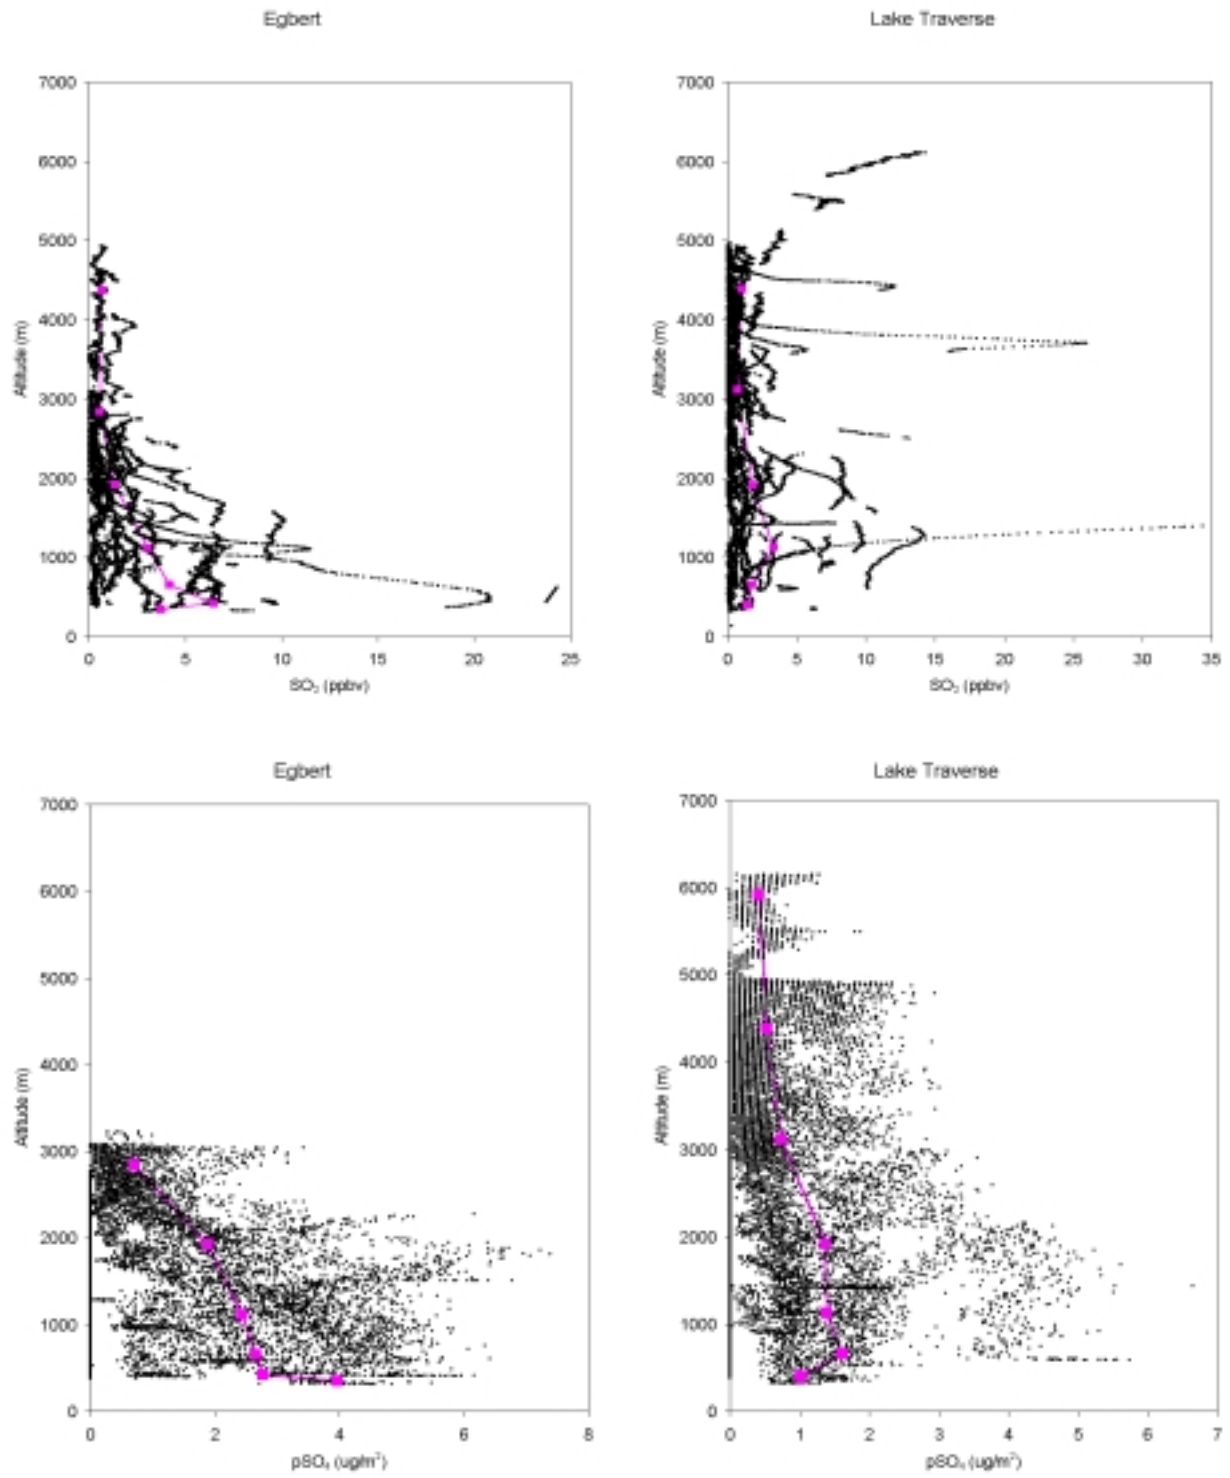 Egbert
Lake Traverse
7000
6000
5000
4000
3000
2000
1000
0
Altitude (m)
0 5 10 15 20 25
SO₂ (ppbv)
7000
6000
5000
4000
3000
2000
1000
0
Altitude (m)
0 5 10 15 20 25 30 35
SO₂ (ppbv)
Egbert
Lake Traverse
7000
6000
5000
4000
3000
2000
1000
0
Altitude (m)
0 2 4 6 8
pSO₄ (ug/m³)
7000
6000
5000
4000
3000
2000
1000
0
Altitude (m)
0 1 2 3 4 5 6 7
pSO₄ (ug/m³)